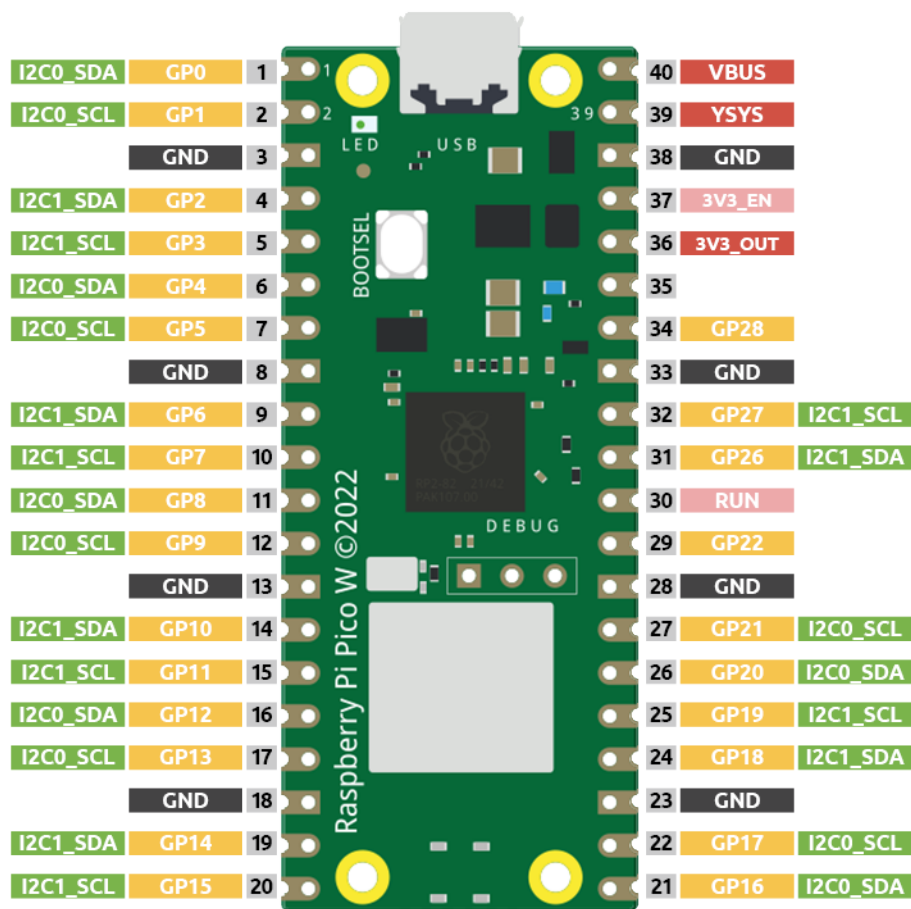 I2C0_SDA GP0 1 1 40 VBUS
I2C0_SCL GP1 2 2 39 39 YSYS
LED USB
GND 3 38 GND
I2C1_SDA GP2 4 37 3V3_EN
I2C1_SCL GP3 5 36 3V3_OUT
BOOTSEL
I2C0_SDA GP4 6 35
I2C0_SCL GP5 7 34 GP28
GND 8 33 GND
I2C1_SDA GP6 9 32 GP27 I2C1_SCL
I2C1_SCL GP7 10 31 GP26 I2C1_SDA
RP2-B2 21/42
PAK107.00
I2C0_SDA GP8 11 30 RUN
DEBUG
I2C0_SCL GP9 12 29 GP22
GND 13 28 GND
Raspberry Pi Pico W ©2022
I2C1_SDA GP10 14 27 GP21 I2C0_SCL
I2C1_SCL GP11 15 26 GP20 I2C0_SDA
I2C0_SDA GP12 16 25 GP19 I2C1_SCL
I2C0_SCL GP13 17 24 GP18 I2C1_SDA
GND 18 23 GND
I2C1_SDA GP14 19 22 GP17 I2C0_SCL
I2C1_SCL GP15 20 21 GP16 I2C0_SDA